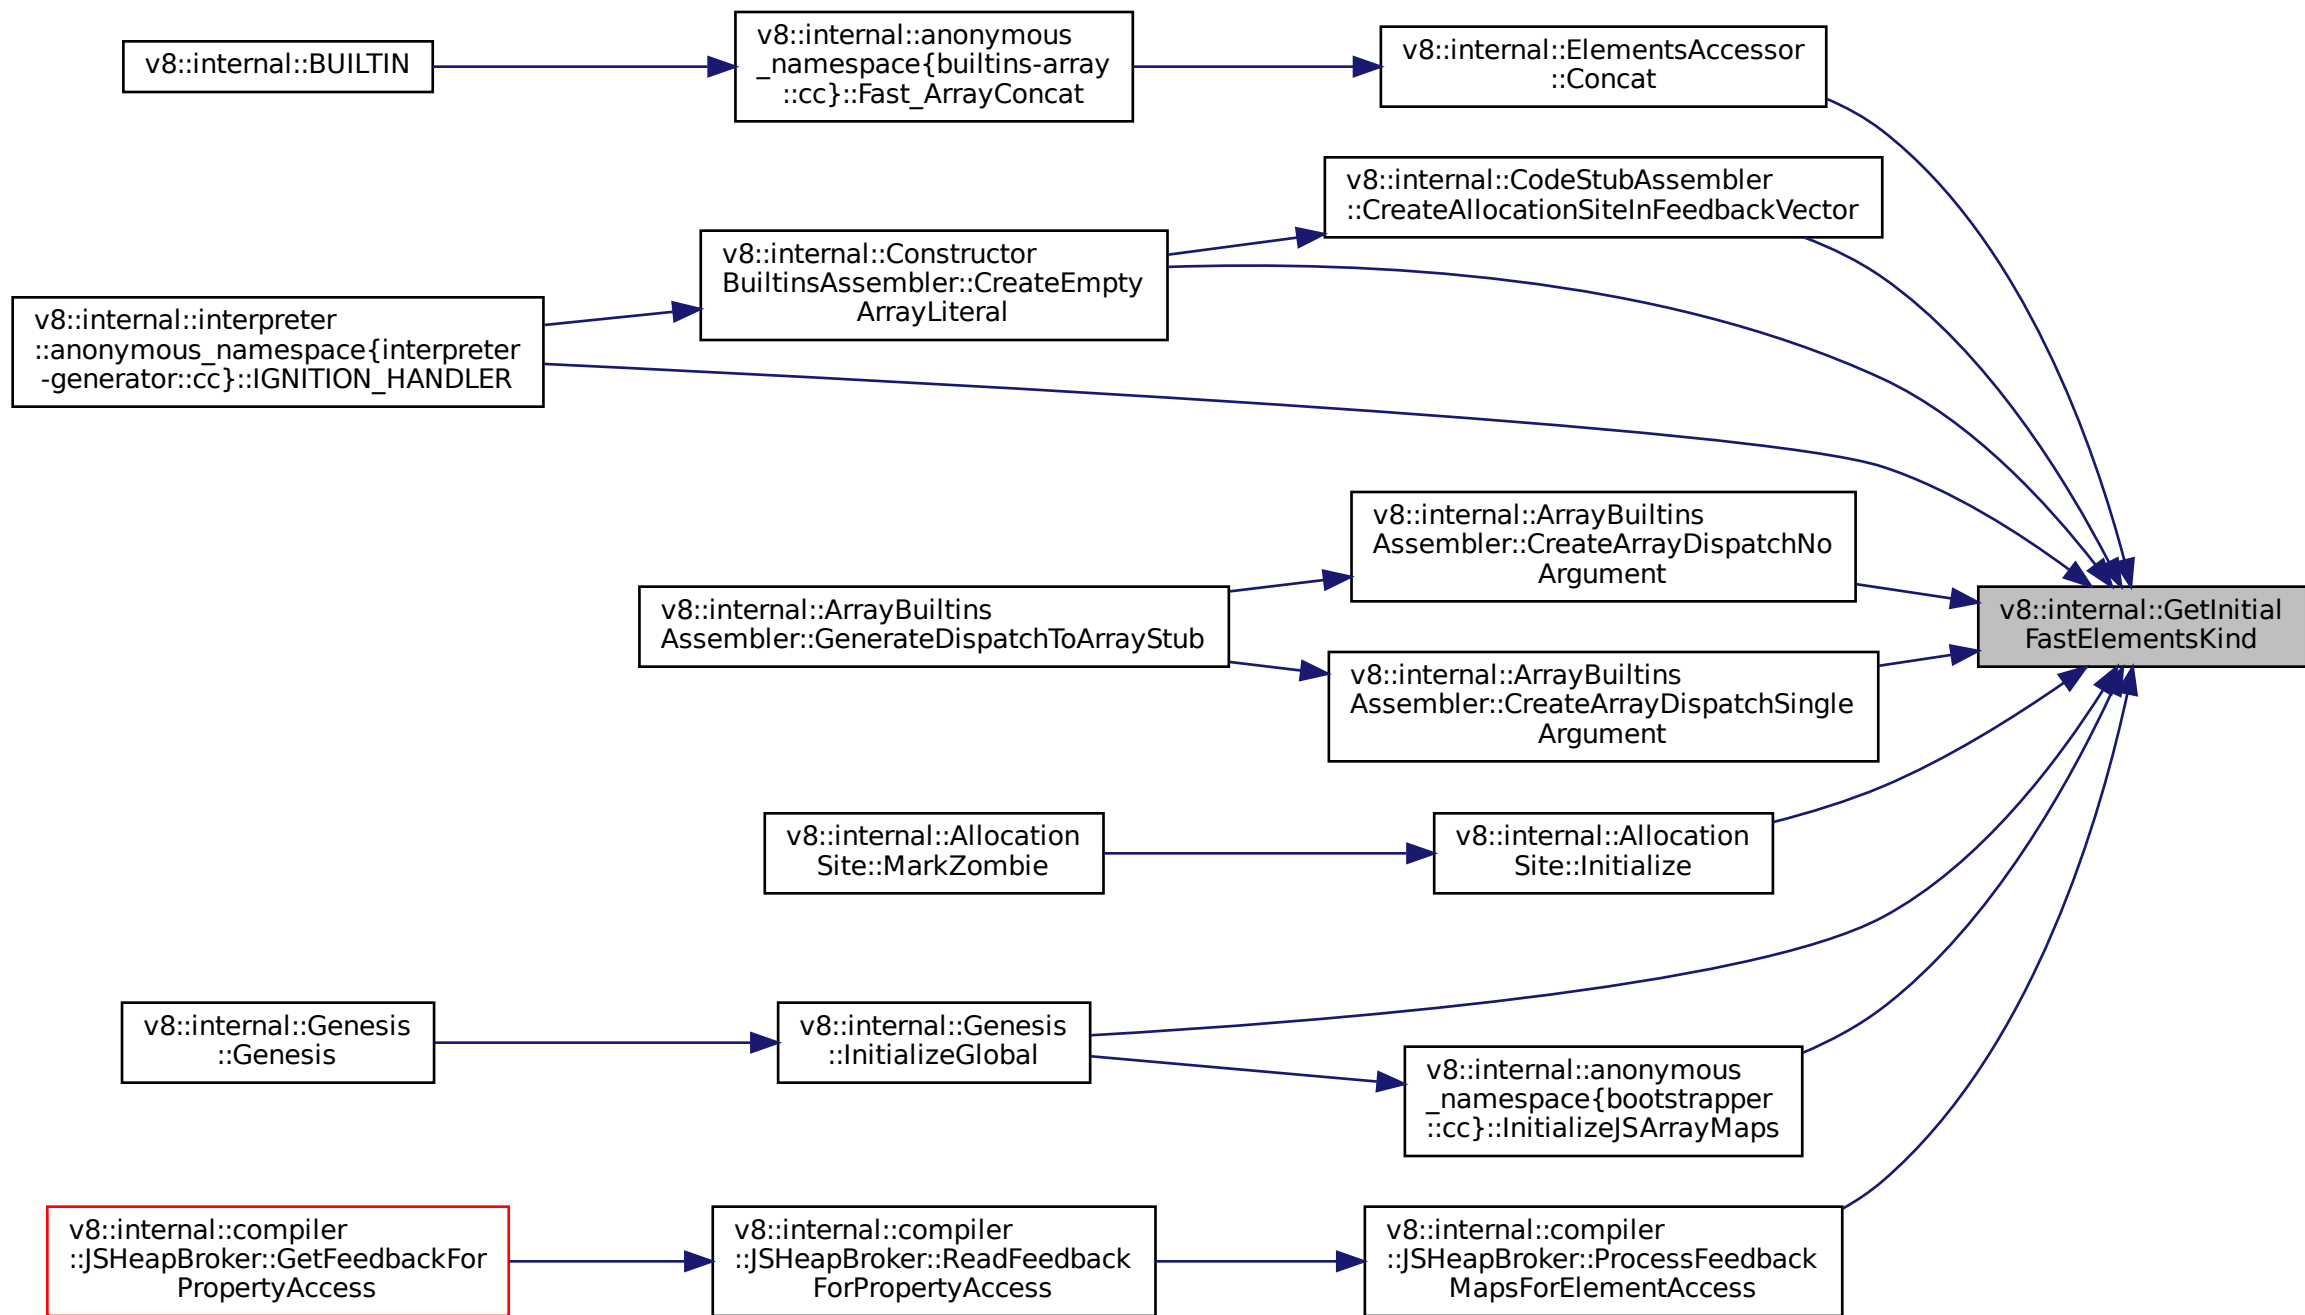 v8::internal::BUILTIN
v8::internal::anonymous
_namespace{builtins-array
::cc}::Fast_ArrayConcat
v8::internal::ElementsAccessor
::Concat
v8::internal::CodeStubAssembler
::CreateAllocationSiteInFeedbackVector
v8::internal::Constructor
BuiltinsAssembler::CreateEmpty
ArrayLiteral
v8::internal::interpreter
::anonymous_namespace{interpreter
-generator::cc}::IGNITION_HANDLER
v8::internal::ArrayBuiltins
Assembler::CreateArrayDispatchNo
Argument
v8::internal::ArrayBuiltins
Assembler::GenerateDispatchToArrayStub
v8::internal::GetInitial
FastElementsKind
v8::internal::ArrayBuiltins
Assembler::CreateArrayDispatchSingle
Argument
v8::internal::Allocation
Site::MarkZombie
v8::internal::Allocation
Site::Initialize
v8::internal::Genesis
::Genesis
v8::internal::Genesis
::InitializeGlobal
v8::internal::anonymous
_namespace{bootstrapper
::cc}::InitializeJSArrayMaps
v8::internal::compiler
::JSHeapBroker::GetFeedbackFor
PropertyAccess
v8::internal::compiler
::JSHeapBroker::ReadFeedback
ForPropertyAccess
v8::internal::compiler
::JSHeapBroker::ProcessFeedback
MapsForElementAccess